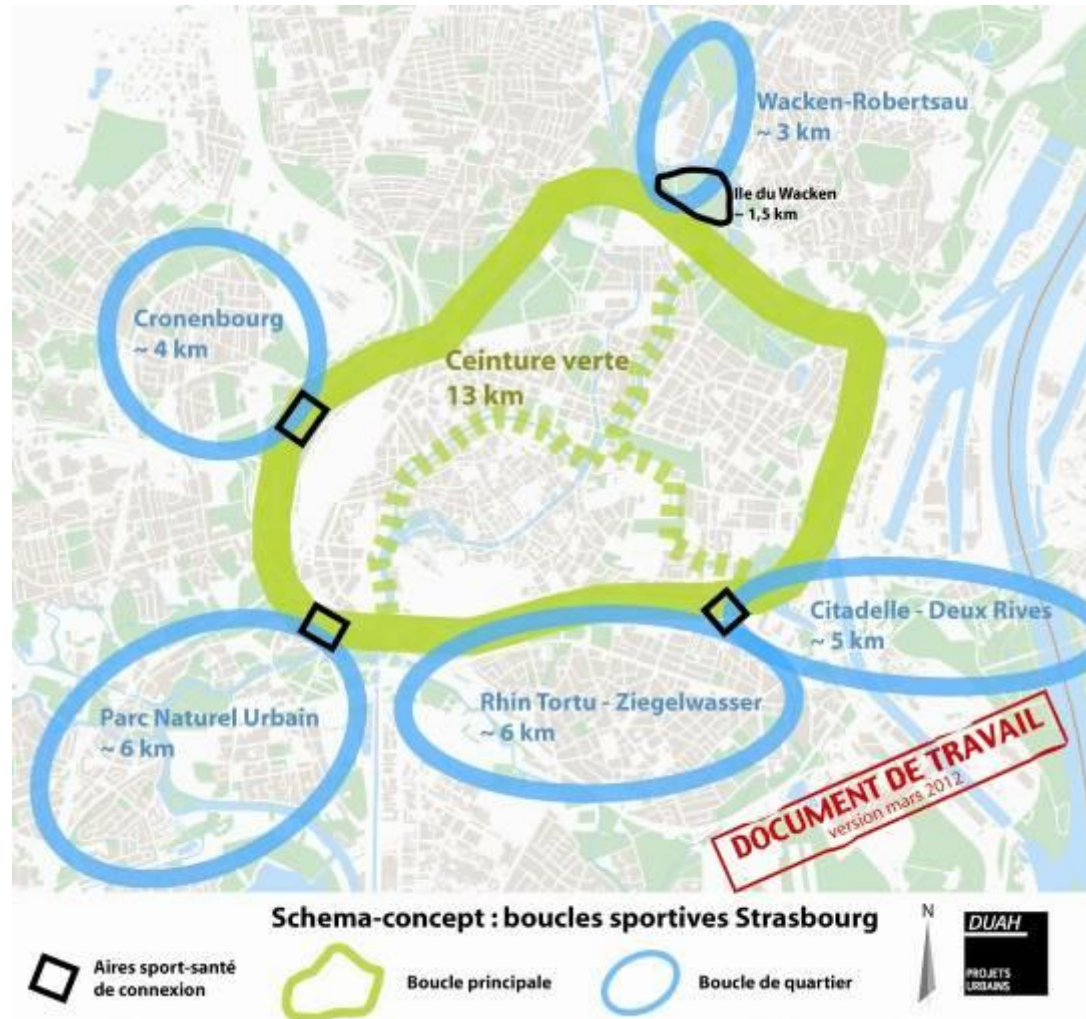 Wacken-Robertsau
~ 3 km
Ile du Wacken
~ 1,5 km
Cronenbourg
~ 4 km
Ceinture verte
13 km
Citadelle - Deux Rives
~ 5 km
Parc Naturel Urbain
~ 6 km
Rhin Tortu - Ziegelwasser
~ 6 km
DOCUMENT DE TRAVAIL
version mars 2012
Schema-concept : boucles sportives Strasbourg
Aires sport-santé
de connexion
Boucle principale
Boucle de quartier
N
DUAH
PROJETS
URBAINS